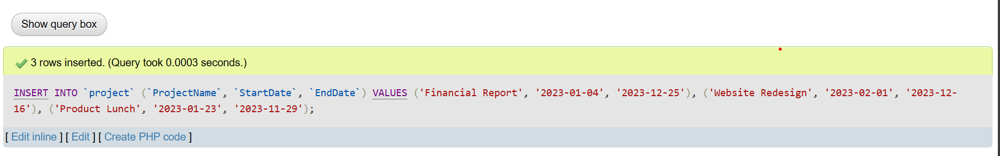 Show query box
3 rows inserted. (Query took 0.0003 seconds.)
INSERT INTO `project` (`ProjectName`, `StartDate`, `EndDate`) VALUES ('Financial Report', '2023-01-04', '2023-12-25'), ('Website Redesign', '2023-02-01', '2023-12-
16'), ('Product Lunch', '2023-01-23', '2023-11-29');
[ Edit inline ] [ Edit ] [ Create PHP code ]